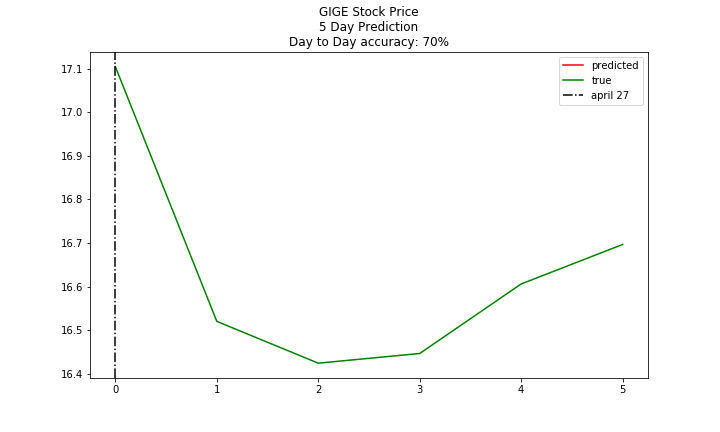 GIGE Stock Price
5 Day Prediction
Day to Day accuracy: 70%
predicted
true
april 27
17.1
17.0
16.9
16.8
16.7
16.6
16.5
16.4
0 1 2 3 4 5